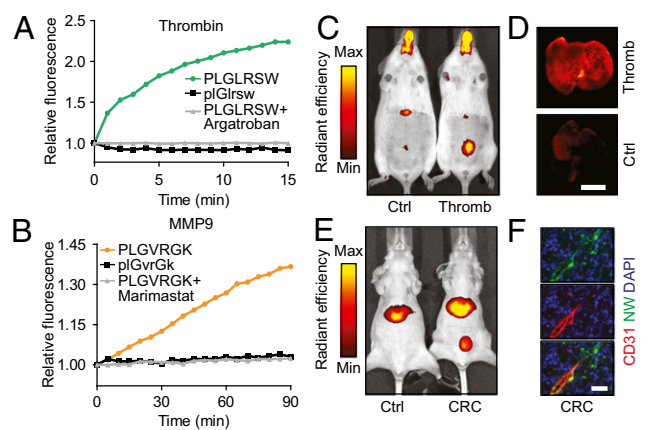 A
Thrombin
Relative fluorescence
2.5
2.0
1.5
1.0
PLGLRSW
plGlrsw
PLGLRSW+
Argatroban
0
5
10
15
Time (min)
B
MMP9
Relative fluorescence
1.45
1.30
1.15
1.00
PLGVRGK
plGvrGk
PLGVRGK+
Marimastat
0
30
60
90
Time (min)
C
Radiant efficiency
Max
Min
Ctrl
Thromb
D
Thromb
Ctrl
E
Radiant efficiency
Max
Min
Ctrl
CRC
F
CD31 NW DAPI
CRC